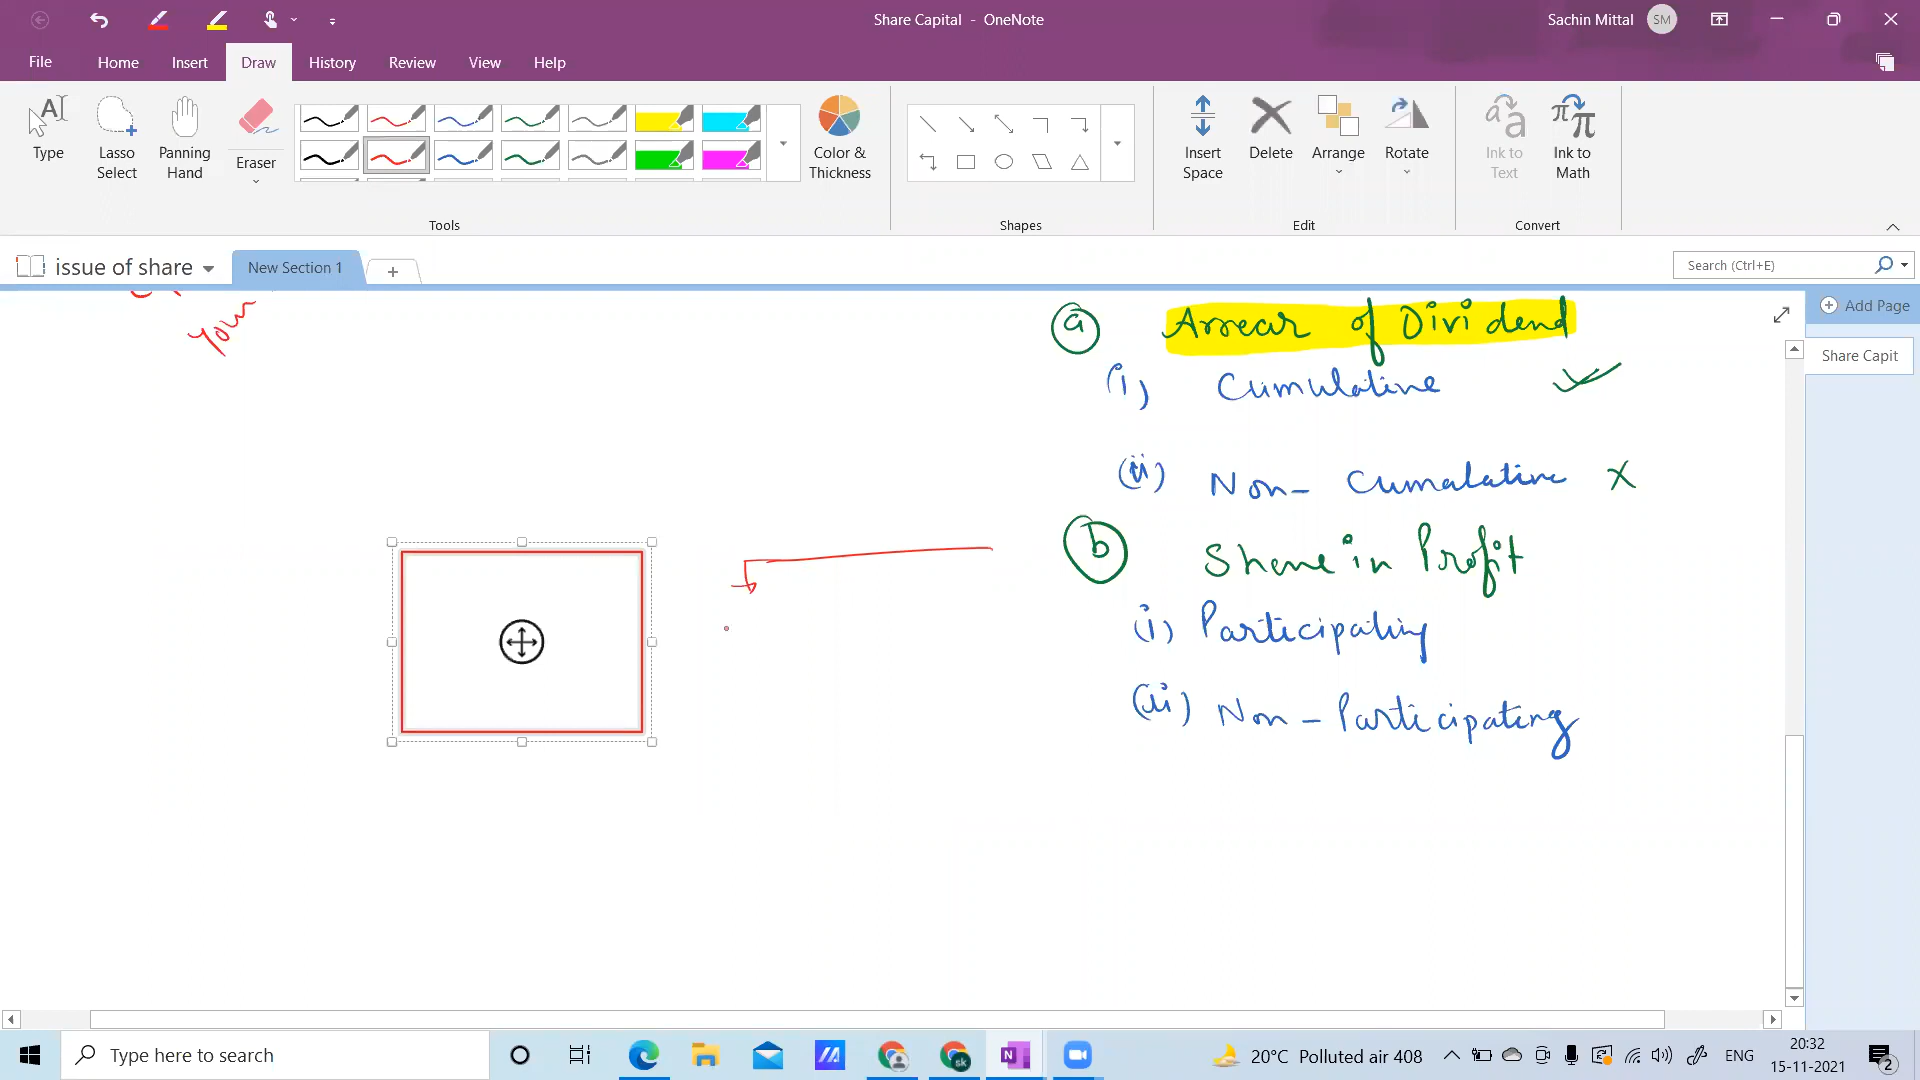 Share Capital - OneNote
Sachin Mittal SM
File Home Insert Draw History Review View Help
Type
Lasso Select
Panning Hand
Eraser
Color & Thickness
Insert Space
Delete
Arrange
Rotate
Ink to Text
Ink to Math
Tools Shapes Edit Convert
issue of share
New Section 1
Search (Ctrl+E)
Add Page
Share Capit
your
a Arrear of Dividend
(i) Cumulative
(ii) Non- Cumalative X
b Share in Profit
(i) Participating
(ii) Non - Participating
Type here to search
20°C Polluted air 408
ENG
20:32
15-11-2021
2